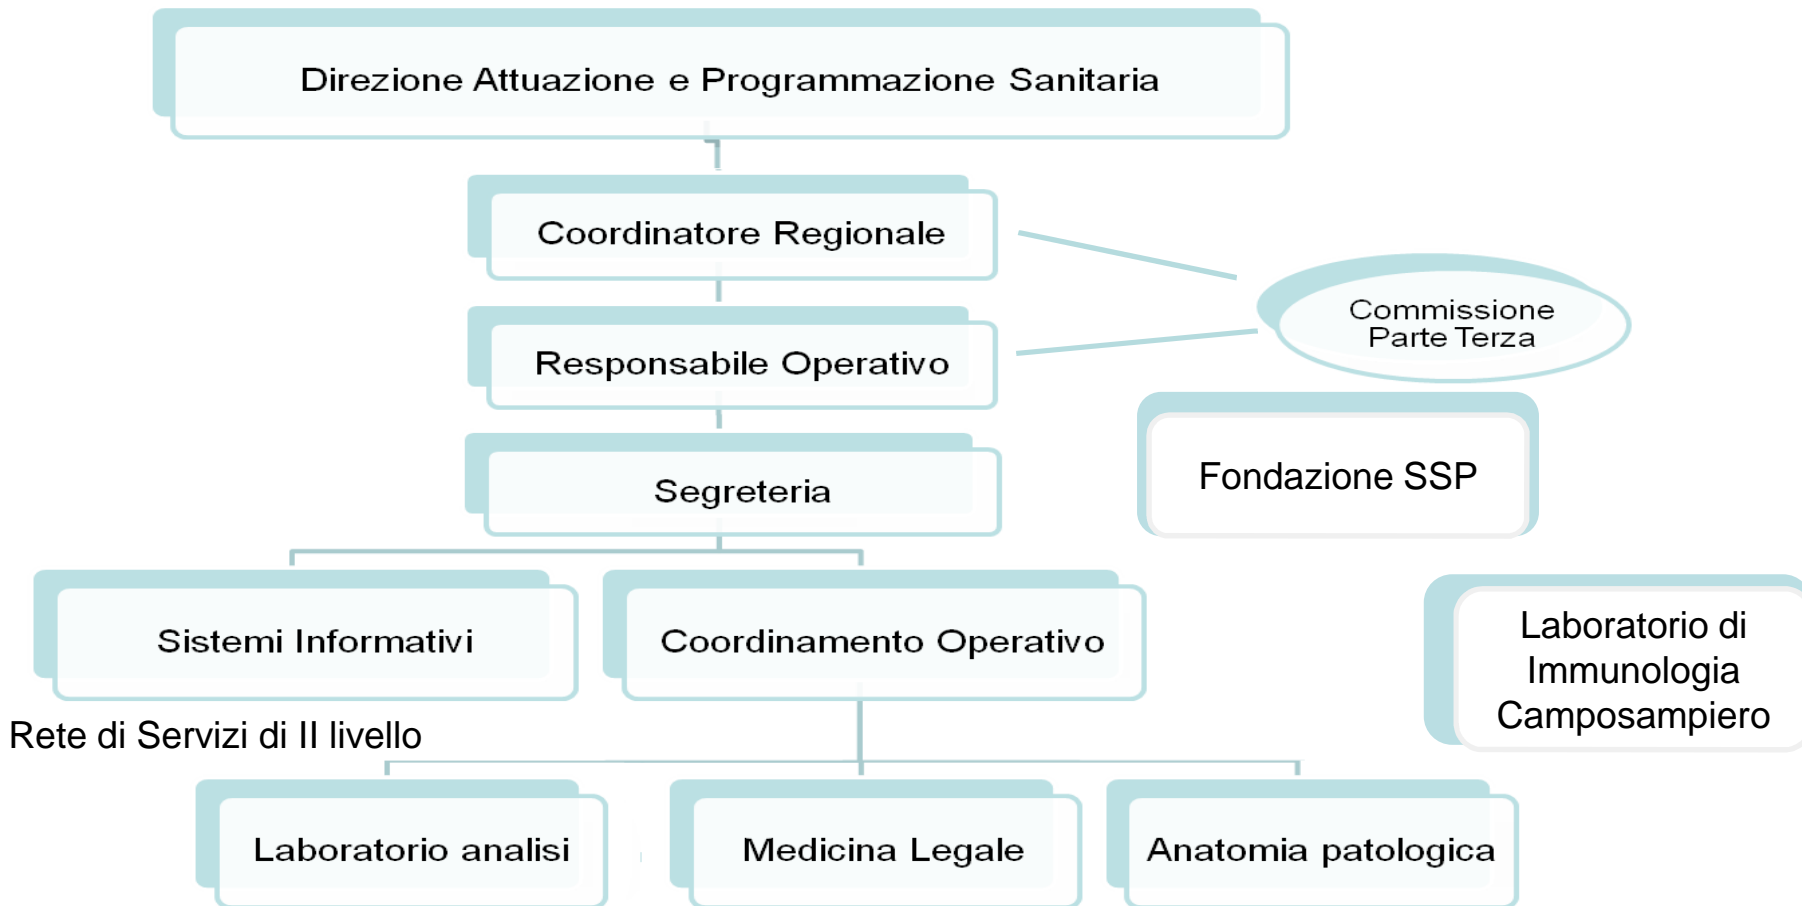 Direzione Attuazione e Programmazione Sanitaria
Coordinatore Regionale
Commissione
Parte Terza
Responsabile Operativo
Fondazione SSP
Segreteria
Sistemi Informativi
Coordinamento Operativo
Laboratorio di
Immunologia
Camposampiero
Rete di Servizi di II livello
Laboratorio analisi
Medicina Legale
Anatomia patologica